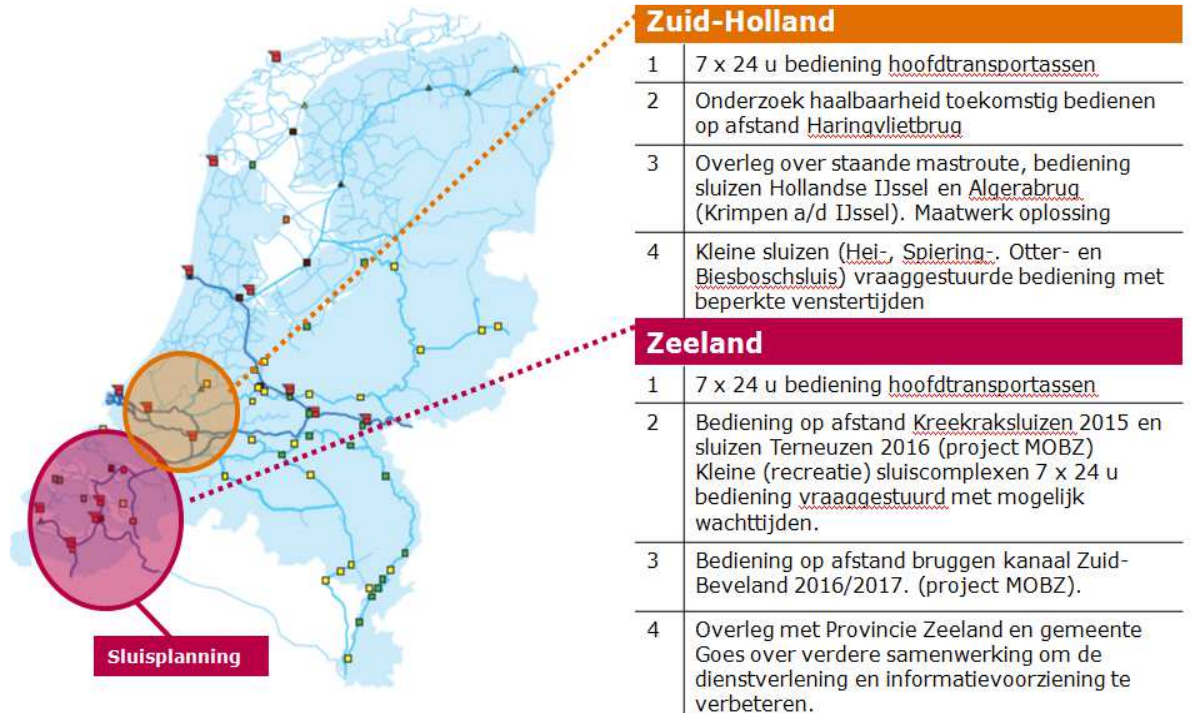 Zuid-Holland
1 7 x 24 u bediening hoofdtransportassen
2 Onderzoek haalbaarheid toekomstig bedienen
op afstand Haringvlietbrug
3 Overleg over staande mastroute, bediening
sluizen Hollandse IJssel en Algerabrug
(Krimpen a/d IJssel). Maatwerk oplossing
4 Kleine sluizen (Hei-, Spiering-. Otter- en
Biesboschsluis) vraaggestuurde bediening met
beperkte venstertijden
Zeeland
1 7 x 24 u bediening hoofdtransportassen
2 Bediening op afstand Kreekraksluizen 2015 en
sluizen Terneuzen 2016 (project MOBZ)
Kleine (recreatie) sluiscomplexen 7 x 24 u
bediening vraaggestuurd met mogelijk
wachttijden.
3 Bediening op afstand bruggen kanaal Zuid-
Beveland 2016/2017. (project MOBZ).
4 Overleg met Provincie Zeeland en gemeente
Goes over verdere samenwerking om de
dienstverlening en informatievoorziening te
verbeteren.
Sluisplanning